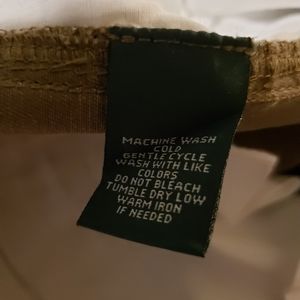 MACHINE WASH
COLD
GENTLE CYCLE
WASH WITH LIKE
COLORS
DO NOT BLEACH
TUMBLE DRY LOW
WARM IRON
IF NEEDED